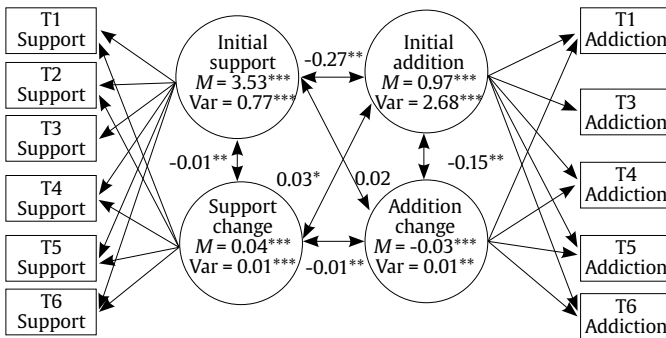 T1
Support
T2
Support
T3
Support
T4
Support
T5
Support
T6
Support
Initial
support
M = 3.53***
Var = 0.77***
-0.27**
Initial
addition
M = 0.97***
Var = 2.68***
-0.01**
0.03*
0.02
-0.15**
Support
change
M = 0.04***
Var = 0.01***
-0.01**
Addition
change
M = -0.03***
Var = 0.01**
T1
Addiction
T3
Addiction
T4
Addiction
T5
Addiction
T6
Addiction